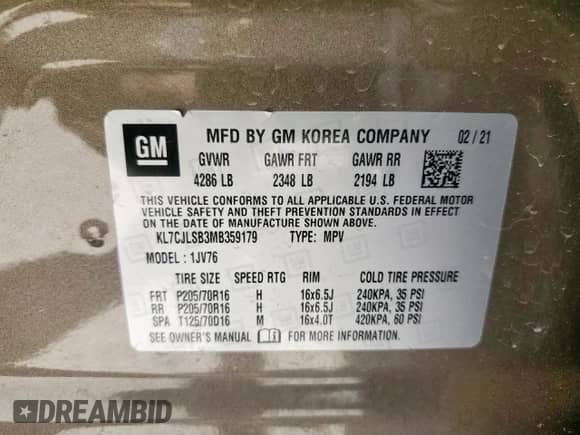 GM MFD BY GM KOREA COMPANY 02/21
GVWR GAWR FRT GAWR RR
4286 LB 2348 LB 2194 LB
THIS VEHICLE CONFORMS TO ALL APPLICABLE U.S. FEDERAL MOTOR
VEHICLE SAFETY AND THEFT PREVENTION STANDARDS IN EFFECT
ON THE DATE OF MANUFACTURE SHOWN ABOVE.
KL7CJLSB3MB359179 TYPE: MPV
MODEL: 1JV76
TIRE SIZE SPEED RTG RIM COLD TIRE PRESSURE
FRT P205/70R16 H 16x6.5J 240KPA, 35 PSI
RR P205/70R16 H 16x6.5J 240KPA, 35 PSI
SPA T125/70D16 M 16x4.0T 420KPA, 60 PSI
SEE OWNER'S MANUAL FOR MORE INFORMATION.
DREAMBID